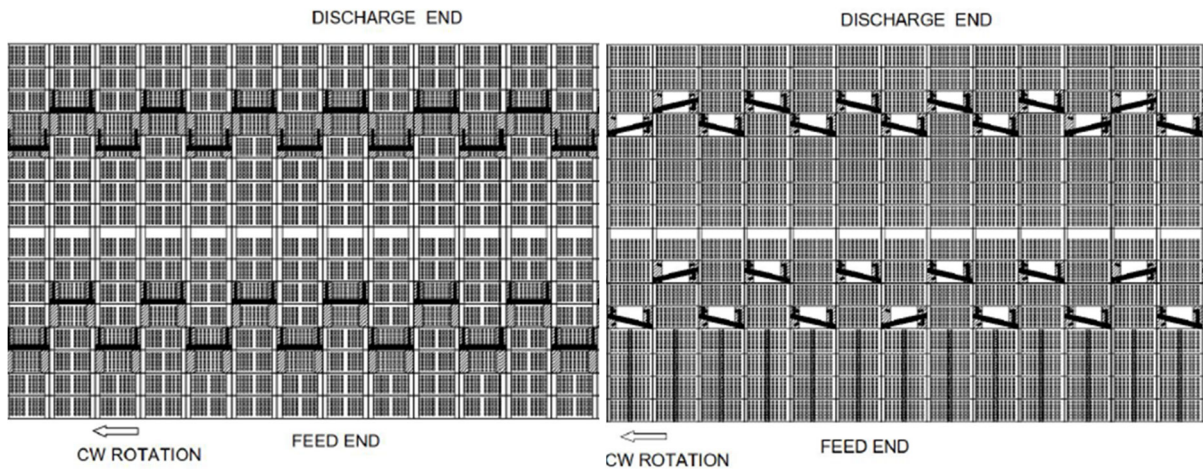 DISCHARGE END
DISCHARGE END
CW ROTATION
FEED END
CW ROTATION
FEED END